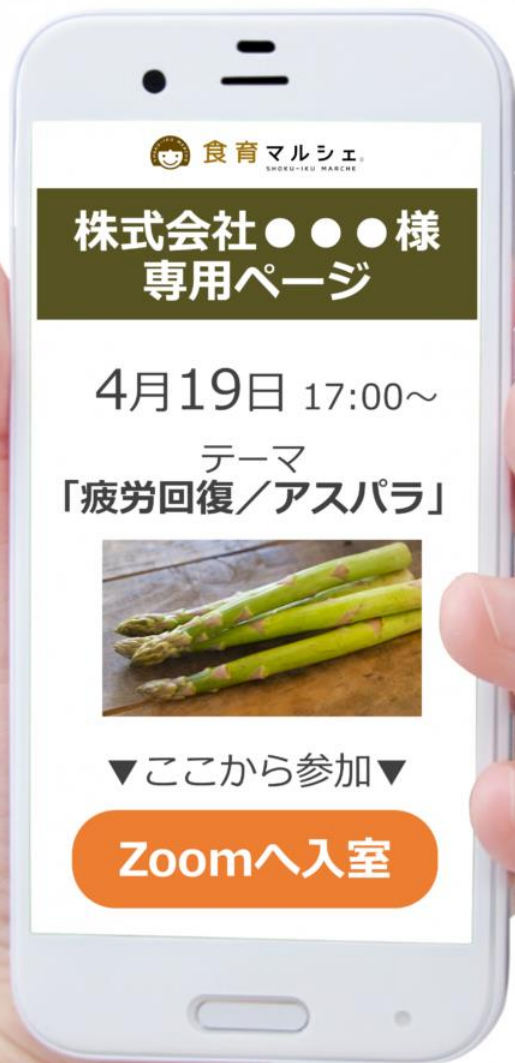 食育マルシェ®
SHOKU-IKU MARCHE
株式会社●●●様
専用ページ
4月19日 17:00～
テーマ
「疲労回復／アスパラ」
▼ここから参加▼
Zoomへ入室